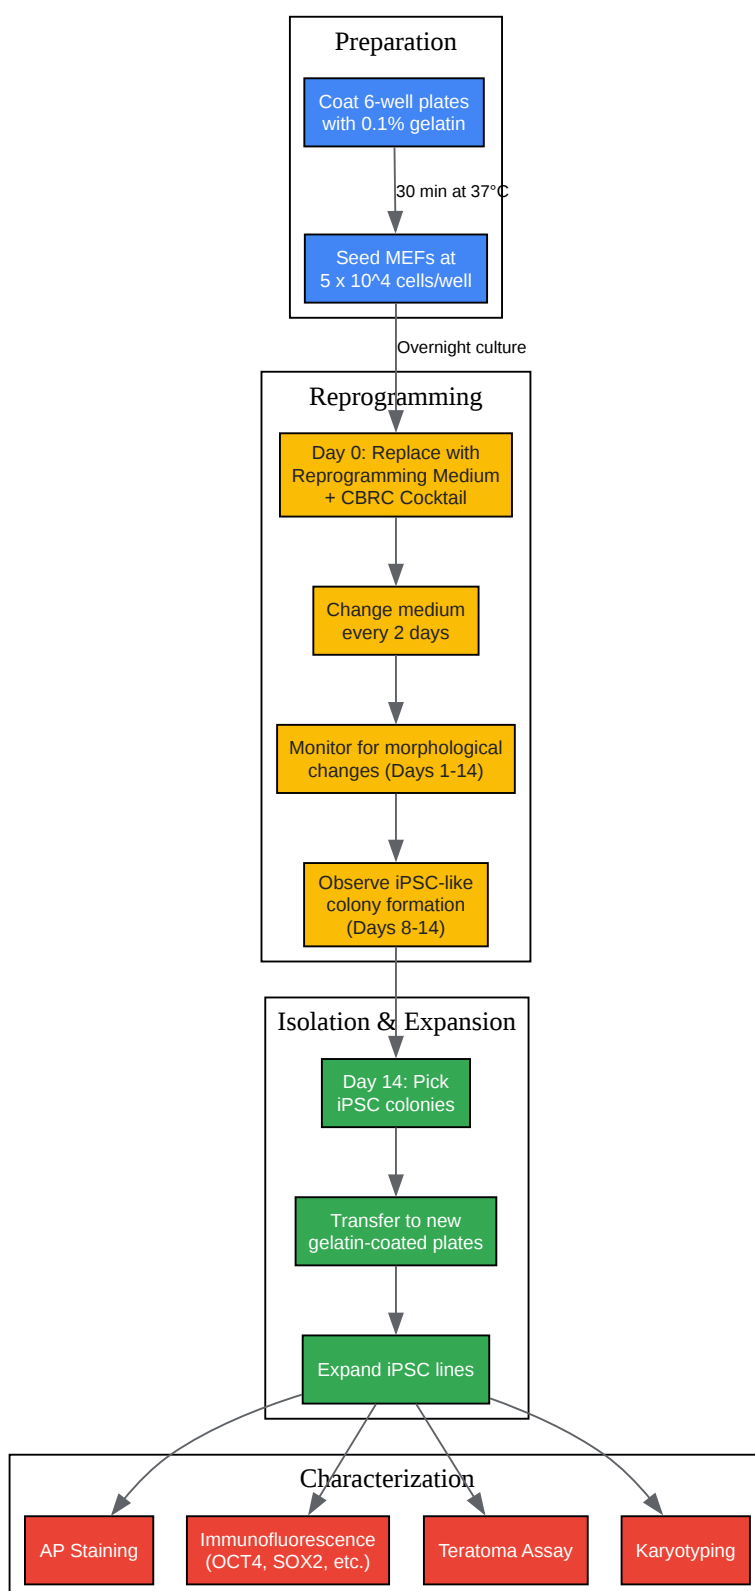 Preparation
Coat 6-well plates
with 0.1% gelatin
30 min at 37°C
Seed MEFs at
5 x 10^4 cells/well
Overnight culture
Reprogramming
Day 0: Replace with
Reprogramming Medium
+ CBRC Cocktail
Change medium
every 2 days
Monitor for morphological
changes (Days 1-14)
Observe iPSC-like
colony formation
(Days 8-14)
Isolation & Expansion
Day 14: Pick
iPSC colonies
Transfer to new
gelatin-coated plates
Expand iPSC lines
Characterization
AP Staining
Immunofluorescence
(OCT4, SOX2, etc.)
Teratoma Assay
Karyotyping